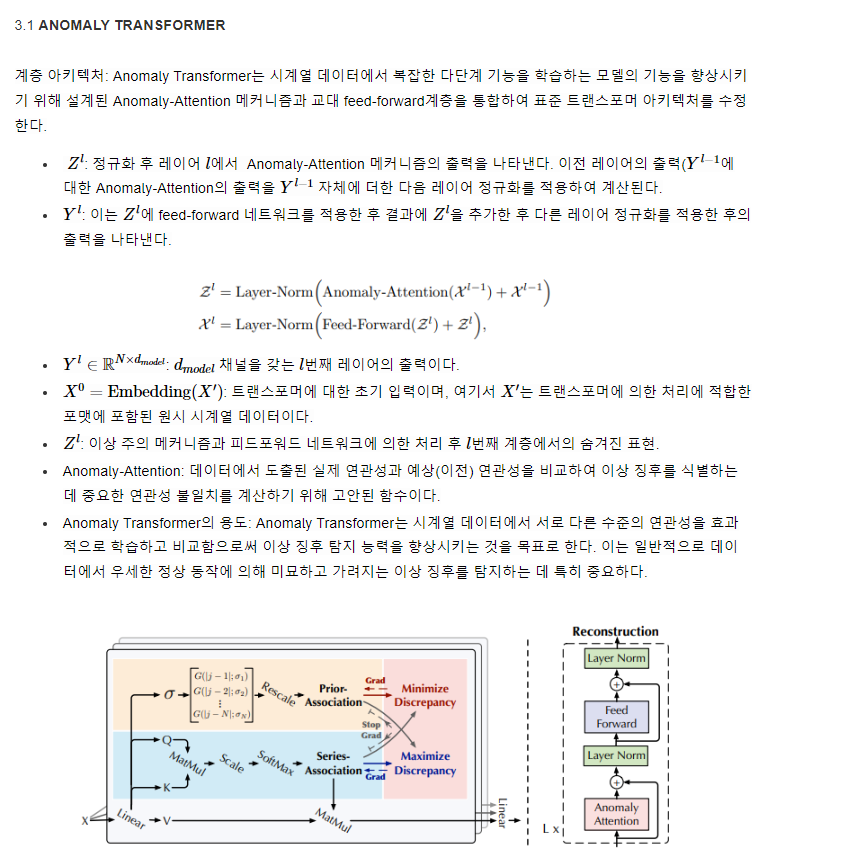 3.1 ANOMALY TRANSFORMER
계층 아키텍처: Anomaly Transformer는 시계열 데이터에서 복잡한 다단계 기능을 학습하는 모델의 기능을 향상시키
기 위해 설계된 Anomaly-Attention 메커니즘과 교대 feed-forward계층을 통합하여 표준 트랜스포머 아키텍처를 수정
한다.
• Z^l: 정규화 후 레이어 l에서 Anomaly-Attention 메커니즘의 출력을 나타낸다. 이전 레이어의 출력(Y^{l-1}에
대한 Anomaly-Attention의 출력을 Y^{l-1} 자체에 더한 다음 레이어 정규화를 적용하여 계산된다.
• Y^l: 이는 Z^l에 feed-forward 네트워크를 적용한 후 결과에 Z^l을 추가한 후 다른 레이어 정규화를 적용한 후의
출력을 나타낸다.
Z^l = Layer-Norm(Anomaly-Attention(X^{l-1}) + X^{l-1})
X^l = Layer-Norm(Feed-Forward(Z^l) + Z^l),
• Y^l ∈ ℝ^{N×d_{model}}: d_{model} 채널을 갖는 l번째 레이어의 출력이다.
• X^0 = Embedding(X′): 트랜스포머에 대한 초기 입력이며, 여기서 X′는 트랜스포머에 의한 처리에 적합한
포맷에 포함된 원시 시계열 데이터이다.
• Z^l: 이상 주의 메커니즘과 피드포워드 네트워크에 의한 처리 후 l번째 계층에서의 숨겨진 표현.
• Anomaly-Attention: 데이터에서 도출된 실제 연관성과 예상(이전) 연관성을 비교하여 이상 징후를 식별하는
데 중요한 연관성 불일치를 계산하기 위해 고안된 함수이다.
• Anomaly Transformer의 용도: Anomaly Transformer는 시계열 데이터에서 서로 다른 수준의 연관성을 효과
적으로 학습하고 비교함으로써 이상 징후 탐지 능력을 향상시키는 것을 목표로 한다. 이는 일반적으로 데이
터에서 우세한 정상 동작에 의해 미묘하고 가려지는 이상 징후를 탐지하는 데 특히 중요하다.
σ
G(|j − 1|; σ₁)
G(|j − 2|; σ₂)
⋮
G(|j − N|; σ_N)
Rescale
Prior-
Association
Grad
Minimize
Discrepancy
Stop
Grad
Q
K
MatMul
Scale
SoftMax
Series-
Association
Grad
Maximize
Discrepancy
X
Linear
V
MatMul
Linear
Reconstruction
Layer Norm
+
Feed
Forward
Layer Norm
+
Anomaly
Attention
L x